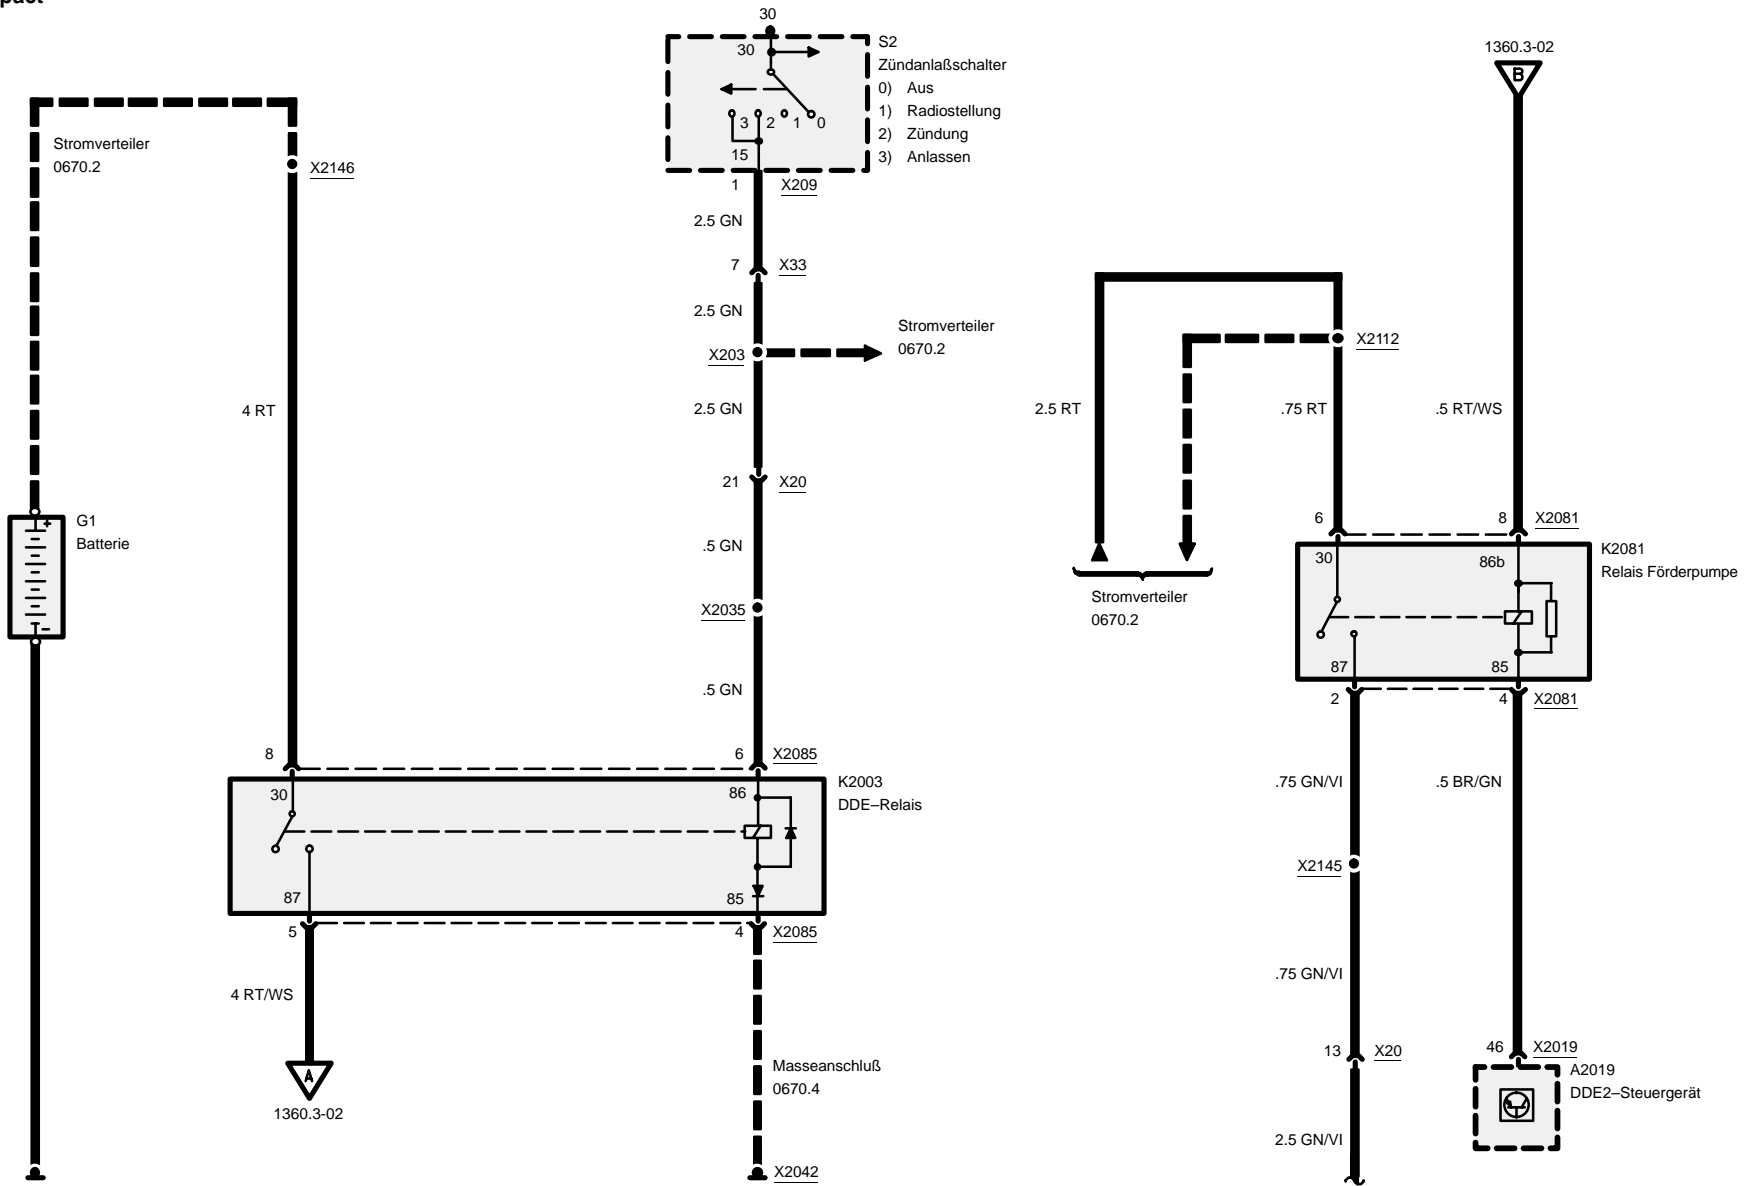 30
S2
Zündanlaßschalter
0) Aus
1) Radiostellung
2) Zündung
3) Anlassen
30
3 2 1 0
15
1 X209
2.5 GN
7 X33
2.5 GN
X203
Stromverteiler
0670.2
2.5 GN
21 X20
.5 GN
X2035
.5 GN
6 X2085
Stromverteiler
0670.2
X2146
4 RT
G1
Batterie
+
–
8
K2003
DDE–Relais
30
86
87
85
5
4 X2085
4 RT/WS
A
1360.3-02
Masseanschluß
0670.4
X2042
1360.3-02
B
X2112
2.5 RT
.75 RT
.5 RT/WS
Stromverteiler
0670.2
6
8 X2081
K2081
Relais Förderpumpe
30
86b
87
85
2
4 X2081
.75 GN/VI
.5 BR/GN
X2145
.75 GN/VI
13 X20
46 X2019
A2019
DDE2–Steuergerät
2.5 GN/VI